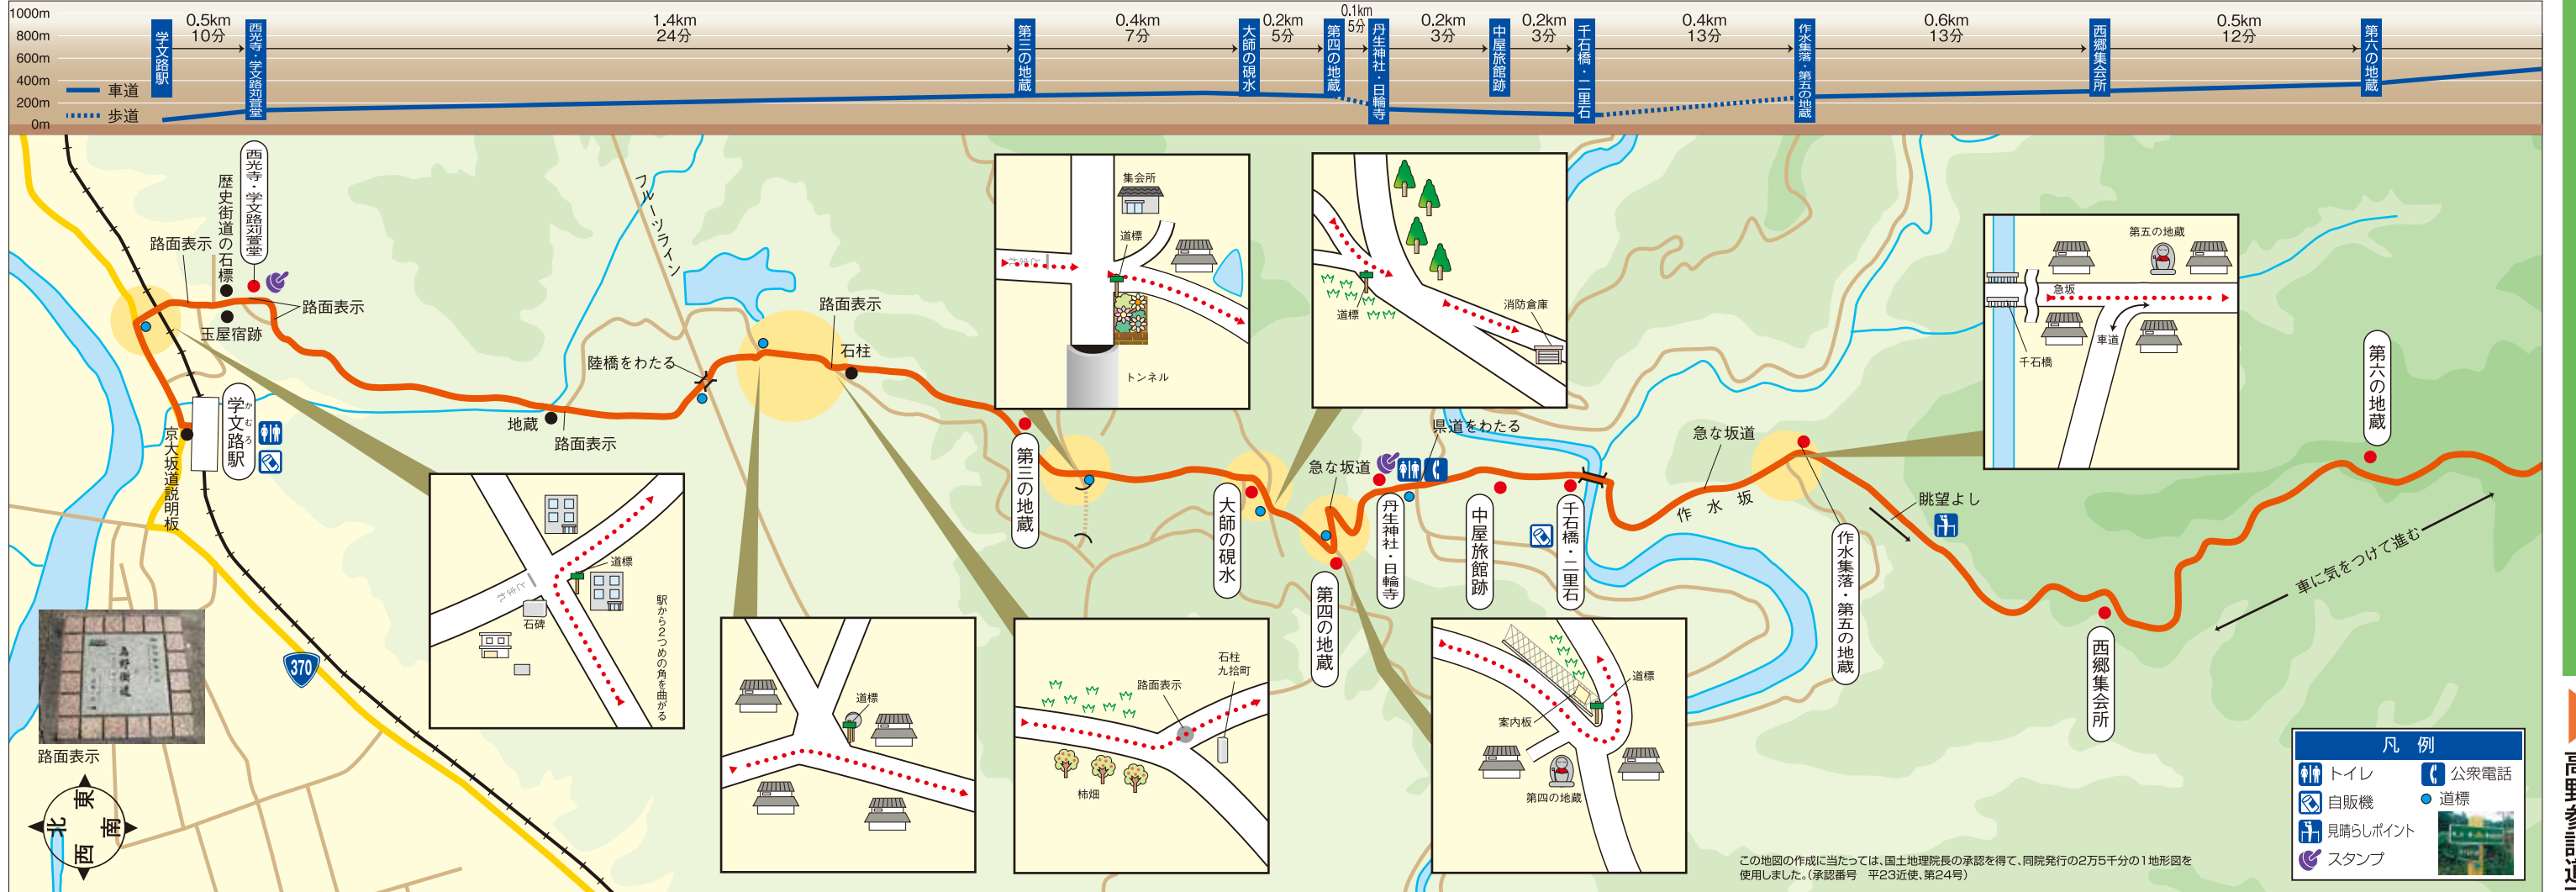 1000m
800m
600m
400m
200m
0m
車道
歩道
学文路駅
0.5km
10分
西光寺・学文路苅萱堂
1.4km
24分
第三の地蔵
0.4km
7分
大師の硯水
0.2km
5分
第四の地蔵
0.1km
5分
丹生神社・日輪寺
0.2km
3分
中屋旅館跡
0.2km
3分
千石橋・二里石
0.4km
13分
作水集落・第五の地蔵
0.6km
13分
西郷集会所
0.5km
12分
第六の地蔵
西光寺・学文路苅萱堂
歴史街道の石標
路面表示
路面表示
玉屋宿跡
学文路駅
かむろ
京大坂道説明板
フルーツライン
陸橋をわたる
地蔵
路面表示
路面表示
石柱
第三の地蔵
大師の硯水
急な坂道
第四の地蔵
県道をわたる
丹生神社・日輪寺
中屋旅館跡
千石橋・二里石
急な坂道
作水坂
作水集落・第五の地蔵
眺望よし
西郷集会所
車に気をつけて進む
第六の地蔵
集会所
道標
とまれ
トンネル
道標
消防倉庫
第五の地蔵
急坂
車道
千石橋
道標
とまれ
石碑
駅から2つめの角を曲がる
道標
石柱
九拾町
路面表示
柿畑
道標
案内板
第四の地蔵
370
高野街道
路面表示
東
北
南
西
凡例
トイレ
公衆電話
自販機
道標
見晴らしポイント
スタンプ
この地図の作成に当たっては、国土地理院長の承認を得て、同院発行の2万5千分の1地形図を
使用しました。（承認番号　平23近使、第24号）
高野参詣道